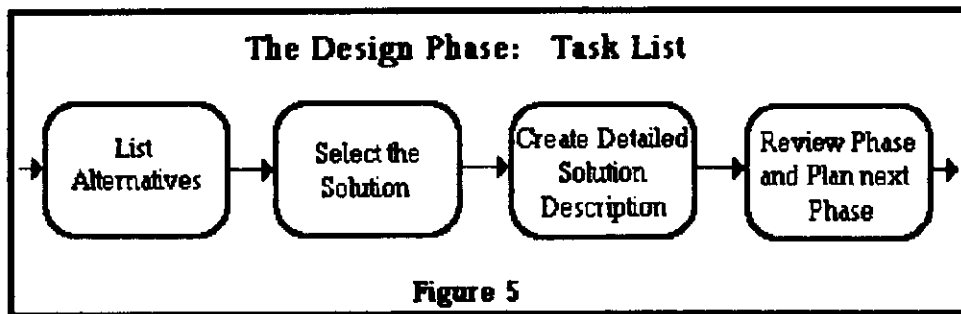 The Design Phase: Task List
List
Alternatives
Select the
Solution
Create Detailed
Solution
Description
Review Phase
and Plan next
Phase
Figure 5